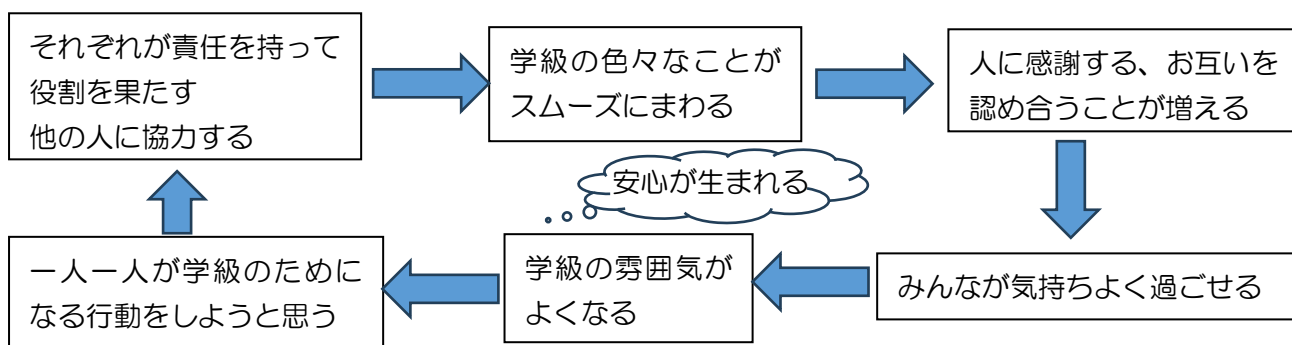 それぞれが責任を持って
役割を果たす
他の人に協力する
学級の色々なことが
スムーズにまわる
人に感謝する、お互いを
認め合うことが増える
みんなが気持ちよく過ごせる
安心が生まれる
学級の雰囲気が
よくなる
一人一人が学級のために
なる行動をしようと思う